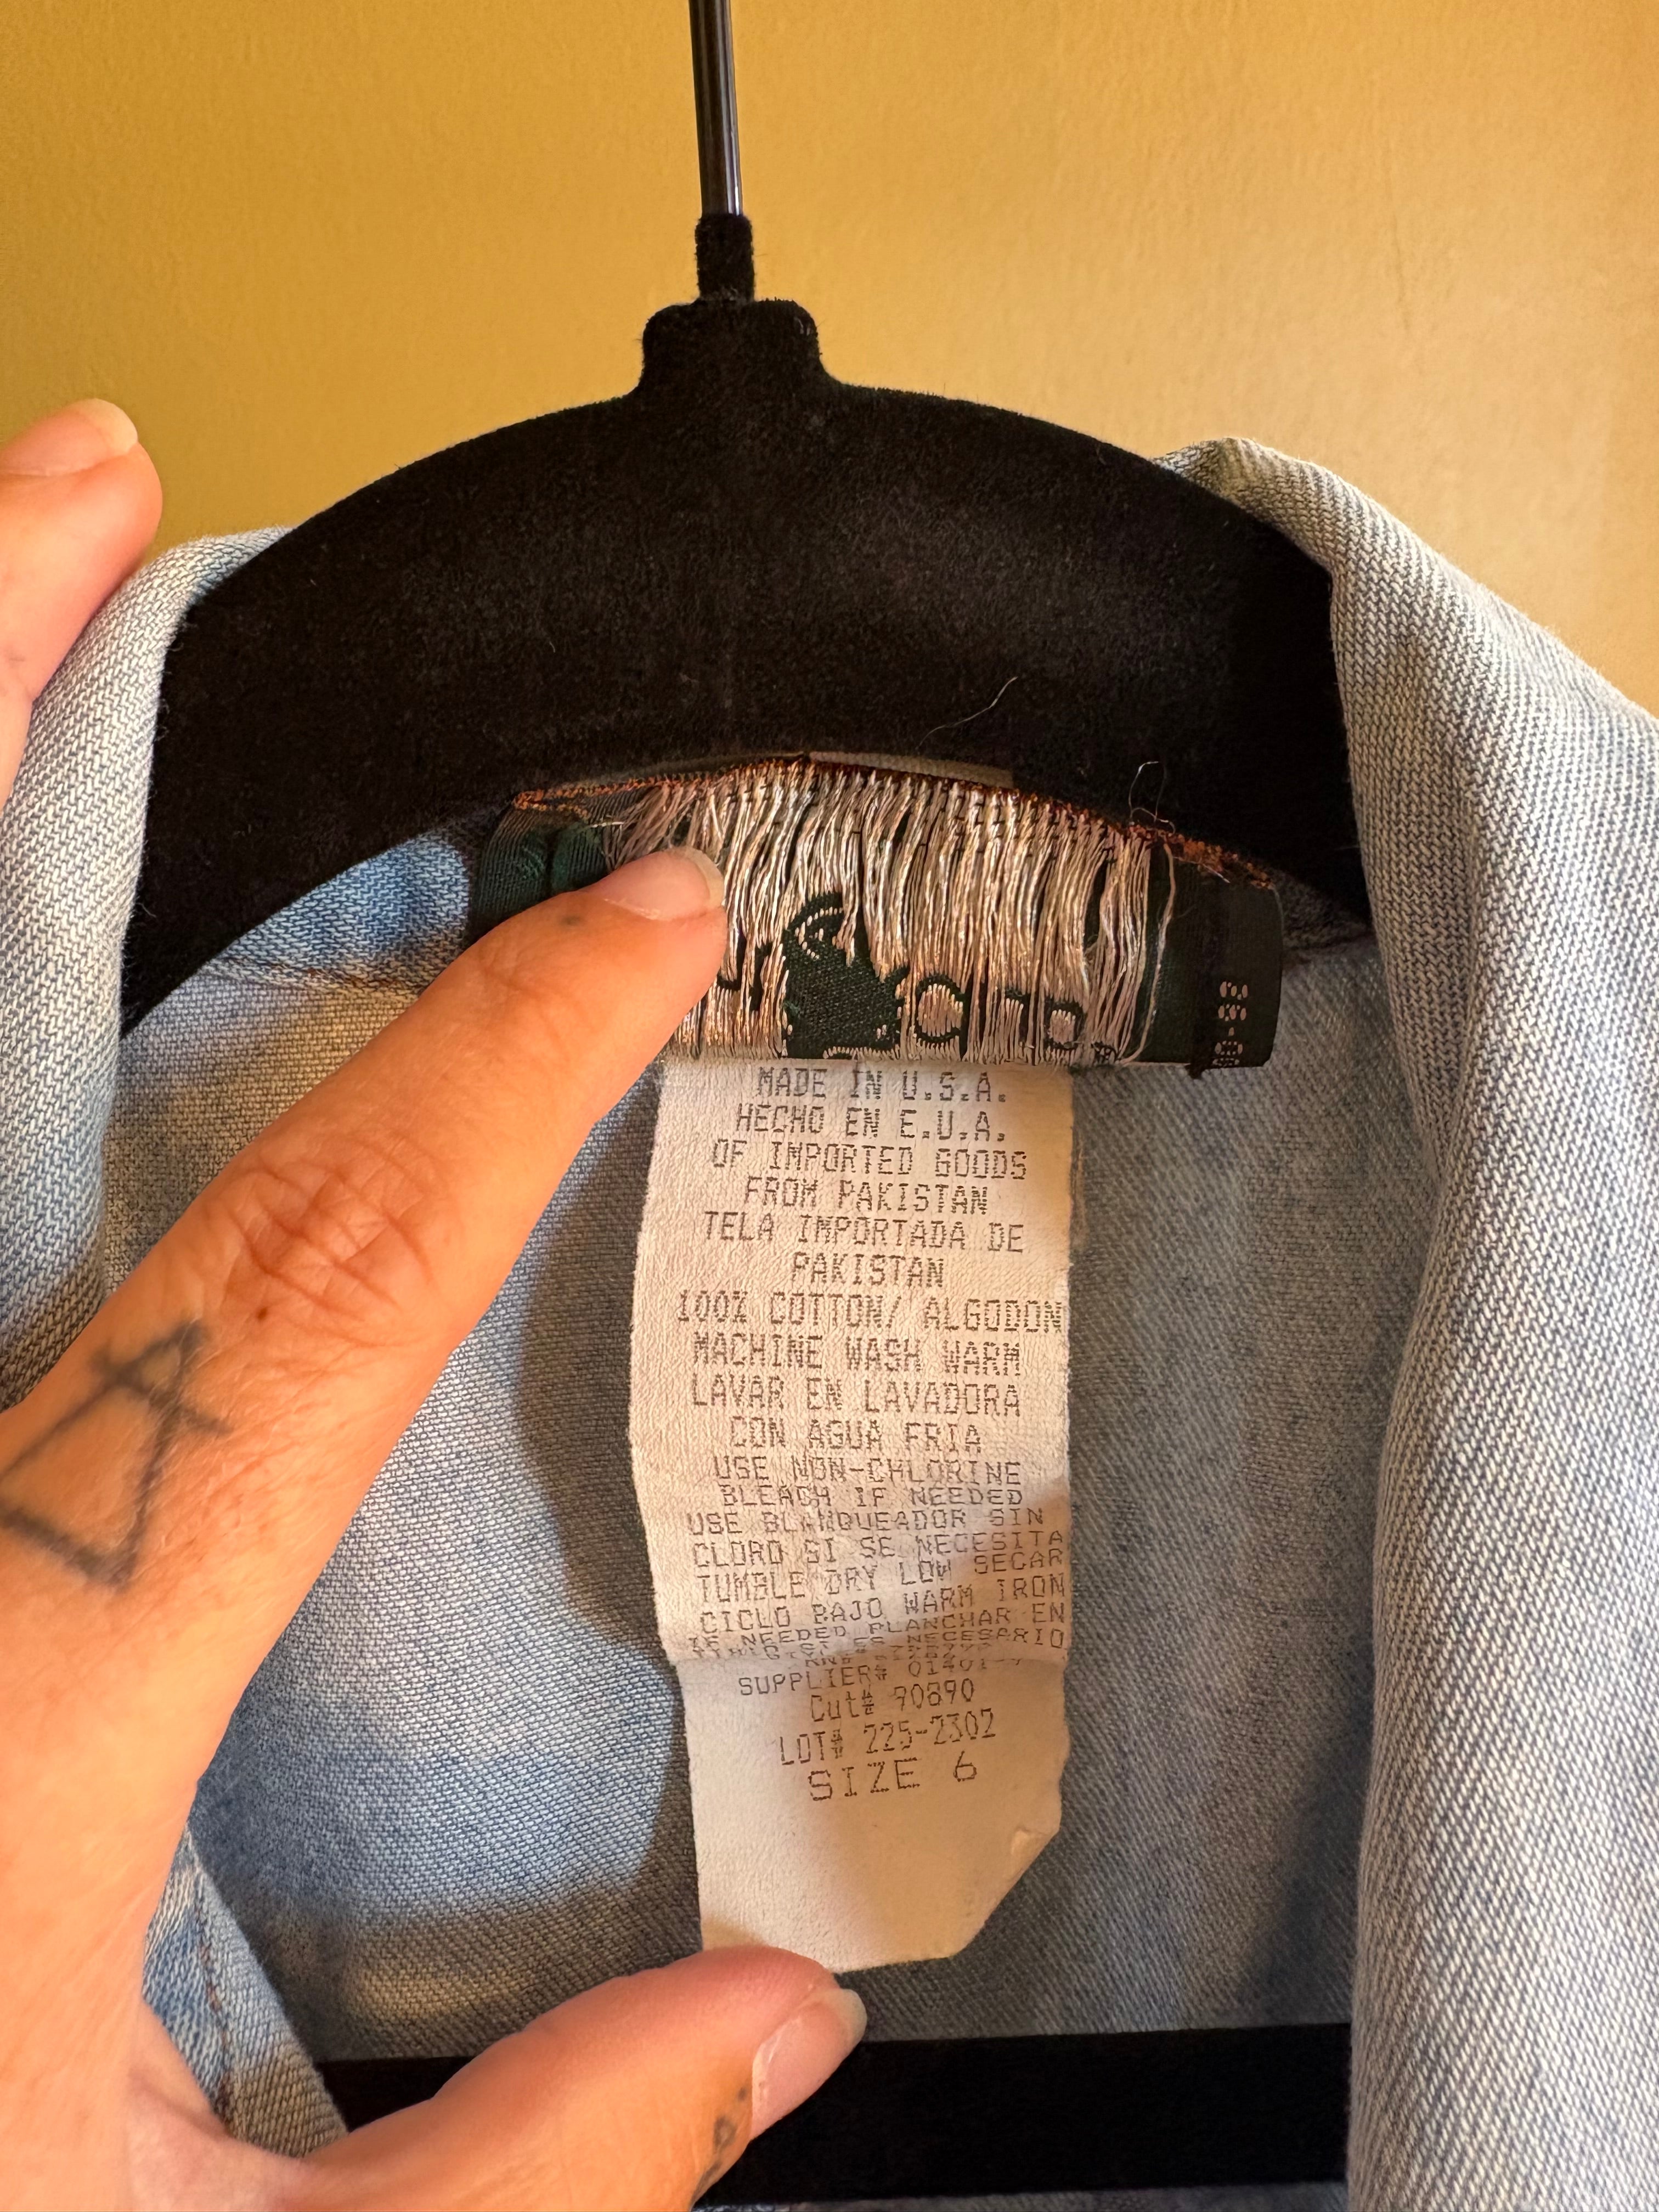 MADE IN U.S.A.
HECHO EN E.U.A.
OF IMPORTED GOODS
FROM PAKISTAN
TELA IMPORTADA DE
PAKISTAN
100% COTTON/ ALGODON
MACHINE WASH WARM
LAVAR EN LAVADORA
CON AGUA FRIA
USE NON-CHLORINE
BLEACH IF NEEDED
USE BLANQUEADOR SIN
CLORO SI SE NECESITA
TUMBLE DRY LOW SECAR
CICLO BAJO WARM IRON
IF NEEDED PLANCHAR EN
SI ES NECESARIO
SUPPLIER#
Cut# 90890
LOT# 225-2302
SIZE 6